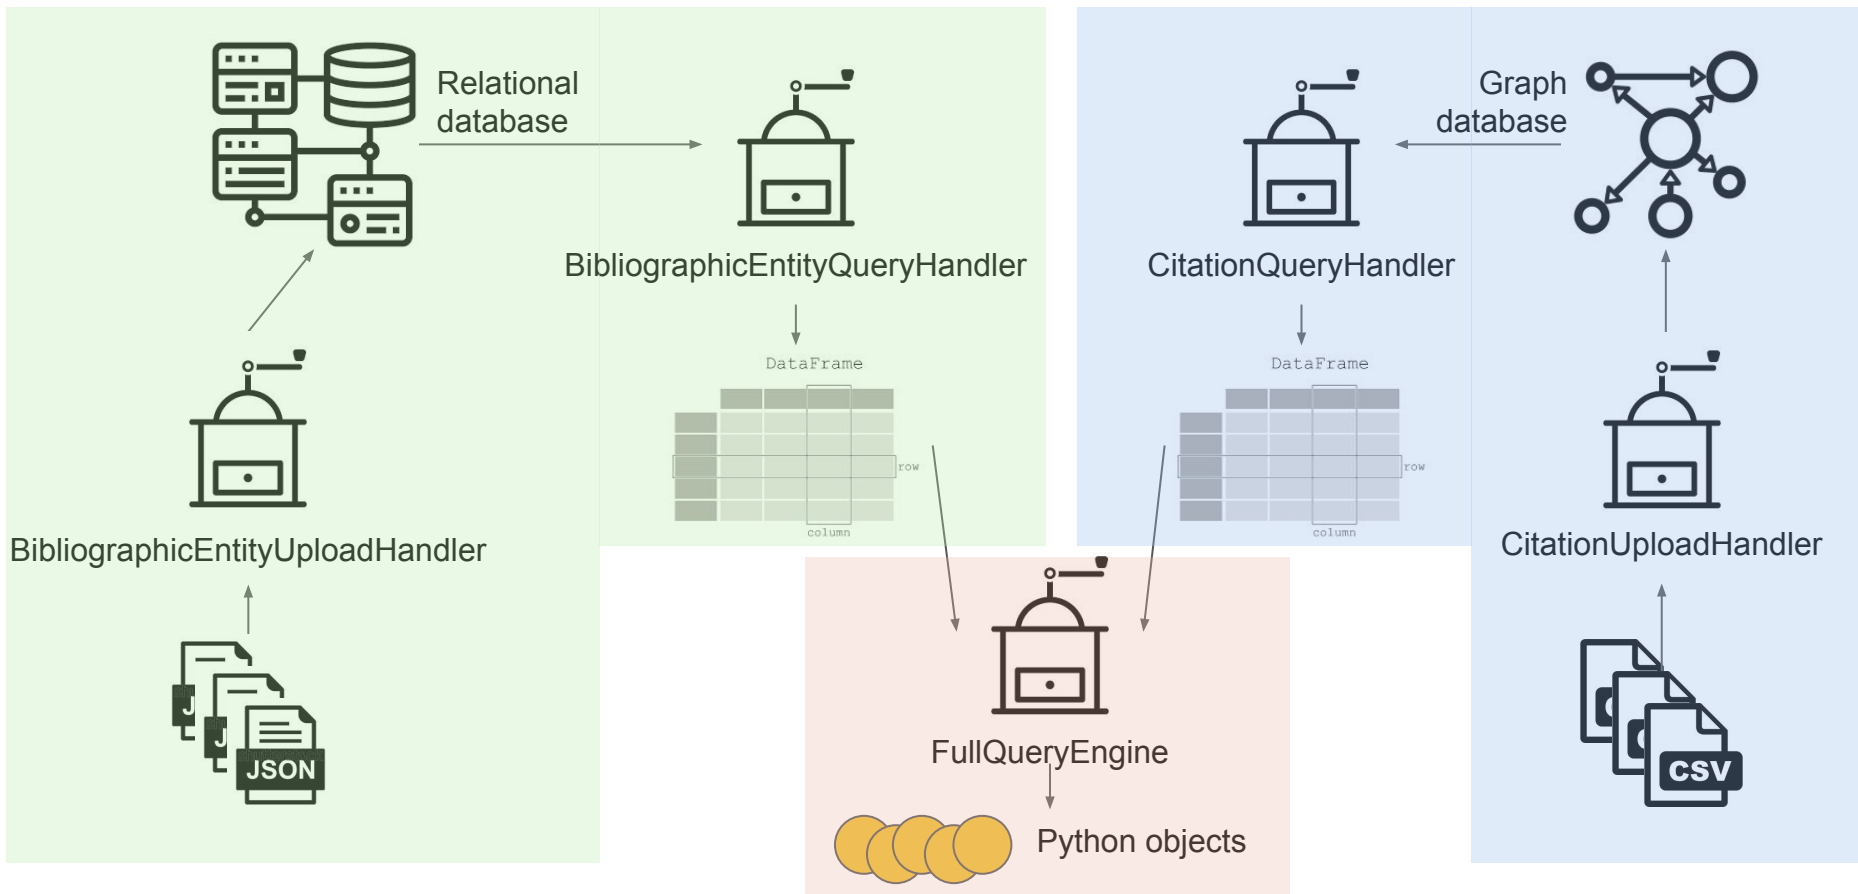 Relational
database
Graph
database
BibliographicEntityQueryHandler
CitationQueryHandler
DataFrame
row
column
DataFrame
row
column
BibliographicEntityUploadHandler
CitationUploadHandler
J
J
JSON
FullQueryEngine
Python objects
CSV